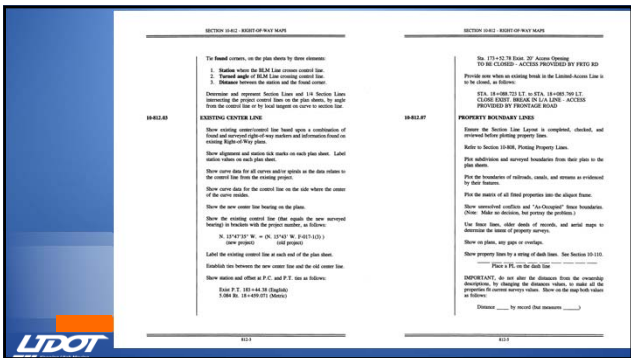 SECTION 10-812 - RIGHT-OF-WAY MAPS
Tie found corners, on the plan sheets by three elements:
1. Station where the BLM Line crosses control line.
2. Turned angle of BLM Line crossing control line.
3. Distance between the station and the found corner.
Determine and represent Section Lines and 1/4 Section Lines
intersecting the project control lines on the plan sheets, by angle
from the control line or by local tangent on curve to section line.
10-812.03 EXISTING CENTER LINE
Show existing center/control line based upon a combination of
found and surveyed right-of-way markers and information found on
existing Right-of-Way plans.
Show alignment and station tick marks on each plan sheet. Label
station values on each plan sheet.
Show curve data for all curves and/or spirals as the data relates to
the control line from the existing project.
Show curve data for the control line on the side where the center
of the curve resides.
Show the new center line bearing on the plans.
Show the existing control line (that equals the new surveyed
bearing) in brackets with the project number, as follows:
N. 15°47'35" W. = (N. 15°43' W. F-017-1(3) )
(new project) (old project)
Label the existing control line at each end of the plan sheet.
Establish ties between the new center line and the old center line.
Show station and offset at P.C. and P.T. ties as follows:
Exist P.T. 183+44.38 (English)
5.084 Rt. 18+459.071 (Metric)
812-5
SECTION 10-812 - RIGHT-OF-WAY MAPS
Sta. 173+52.78 Exist. 20' Access Opening
TO BE CLOSED - ACCESS PROVIDED BY FRTG RD
Provide note when an existing break in the Limited-Access Line is
to be closed, as follows:
STA. 18+088.723 LT. to STA. 18+085.769 LT.
CLOSE EXIST. BREAK IN L/A LINE - ACCESS
PROVIDED BY FRONTAGE ROAD
10-812.07 PROPERTY BOUNDARY LINES
Ensure the Section Line Layout is completed, checked, and
reviewed before plotting property lines.
Refer to Section 10-808, Plotting Property Lines.
Plot subdivision and surveyed boundaries from their plats to the
plan sheets.
Plot the boundaries of railroads, canals, and streams as evidenced
by their features.
Plot the matrix of all fitted properties into the aliquot frame.
Show unresolved conflicts and "As-Occupied" fence boundaries.
(Note: Make no decision, but portray the problem.)
Use fence lines, older deeds of records, and aerial maps to
determine the intent of property surveys.
Show on plans, any gaps or overlaps.
Show property lines by a string of dash lines. See Section 10-110.
Place a PL on the dash line
IMPORTANT, do not alter the distances from the ownership
descriptions, by changing the distances values, to make all the
properties fit current surveys values. Show on the map both values
as follows:
Distance _____ by record (but measures _____)
812-9
UDOT